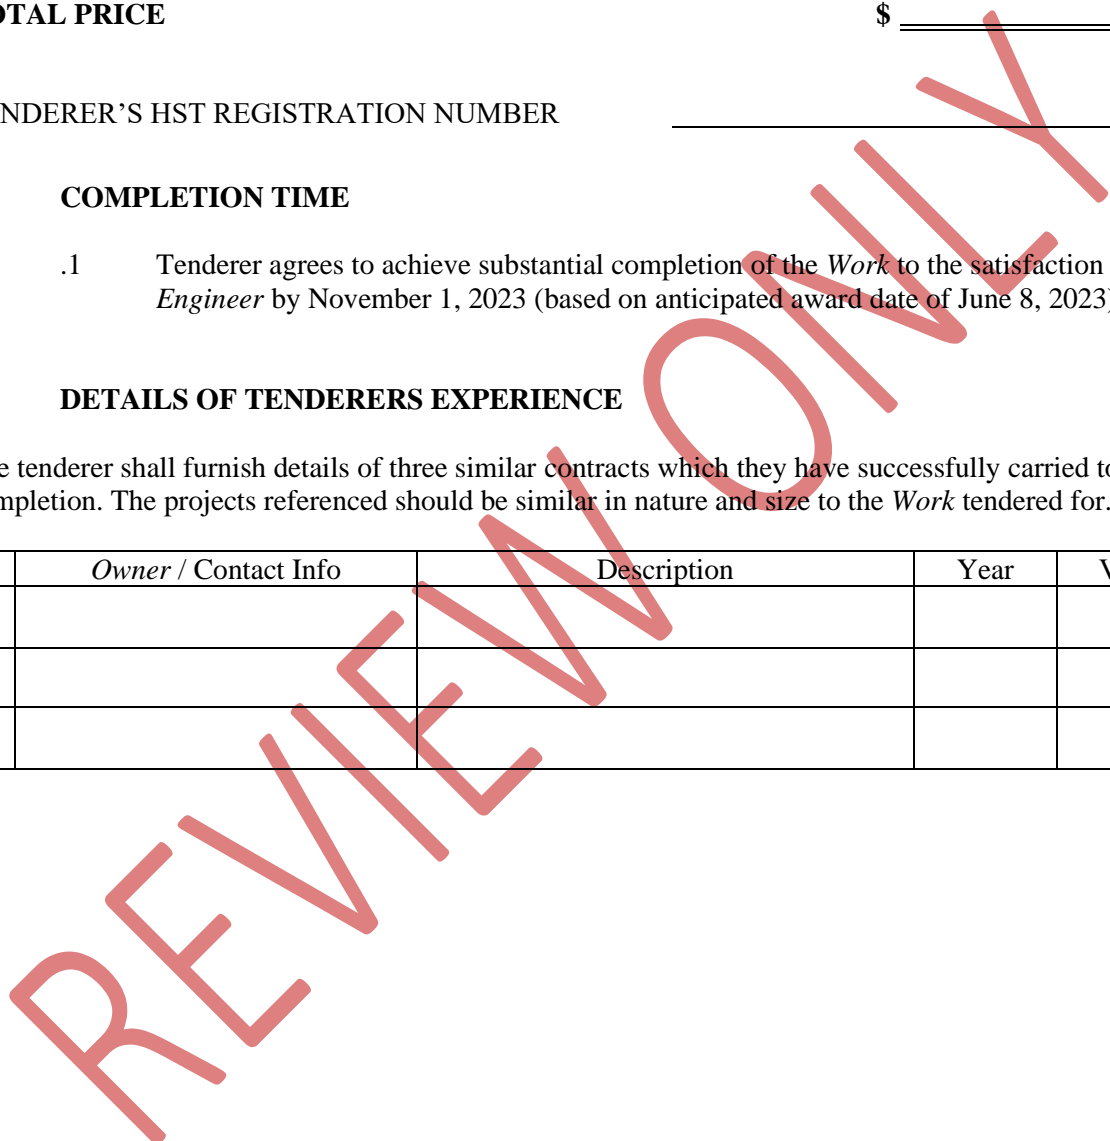 OTAL PRICE $
NDERER’S HST REGISTRATION NUMBER
COMPLETION TIME
.1 Tenderer agrees to achieve substantial completion of the Work to the satisfaction
Engineer by November 1, 2023 (based on anticipated award date of June 8, 2023)
DETAILS OF TENDERERS EXPERIENCE
e tenderer shall furnish details of three similar contracts which they have successfully carried to
mpletion. The projects referenced should be similar in nature and size to the Work tendered for.
Owner / Contact Info Description Year V
REVIEW ONLY